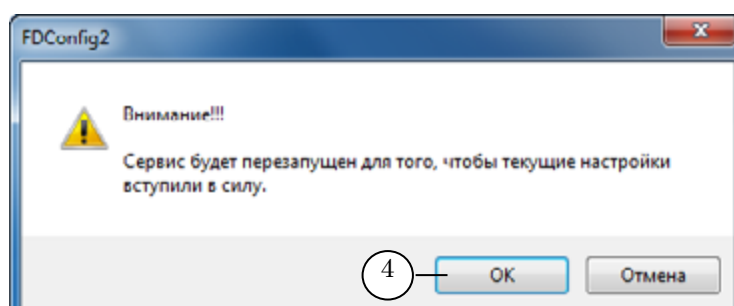 FDConfig2
Внимание!!!
Сервис будет перезапущен для того, чтобы текущие настройки
вступили в силу.
4
OK
Отмена